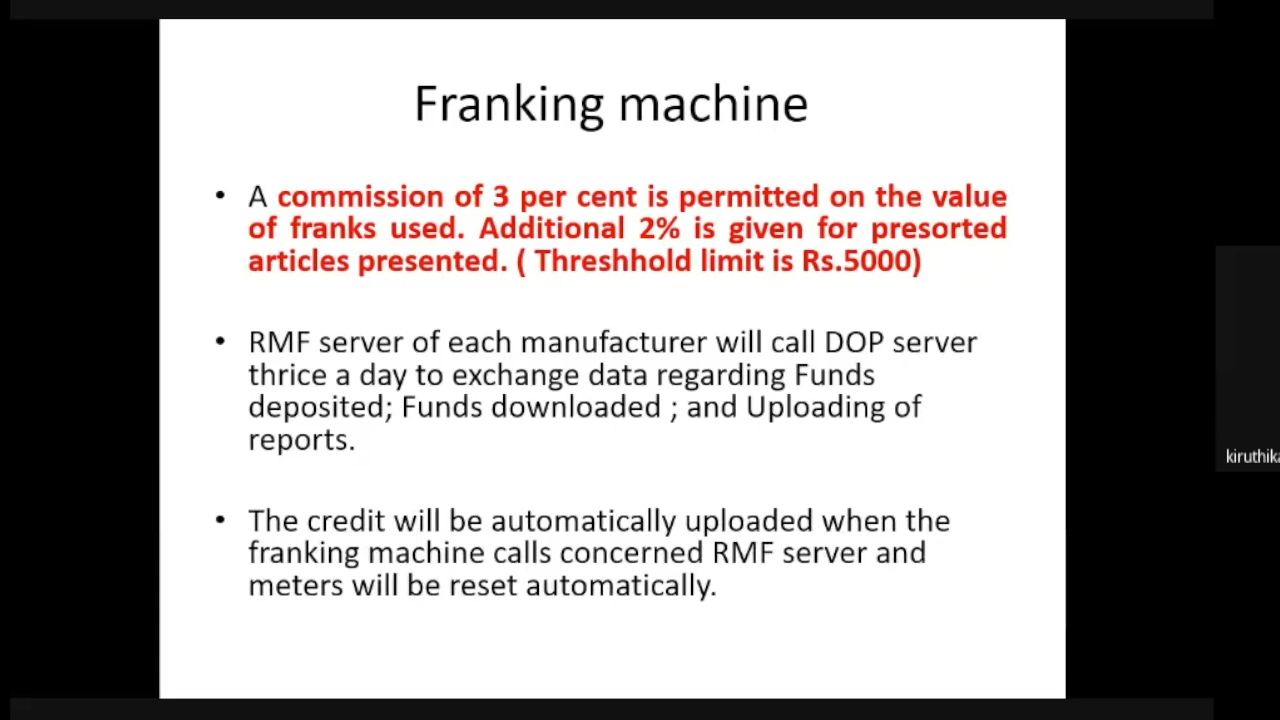 Franking machine
• A commission of 3 per cent is permitted on the value
of franks used. Additional 2% is given for presorted
articles presented. ( Threshhold limit is Rs.5000)
• RMF server of each manufacturer will call DOP server
thrice a day to exchange data regarding Funds
deposited; Funds downloaded ; and Uploading of
reports.
• The credit will be automatically uploaded when the
franking machine calls concerned RMF server and
meters will be reset automatically.
kiruthika